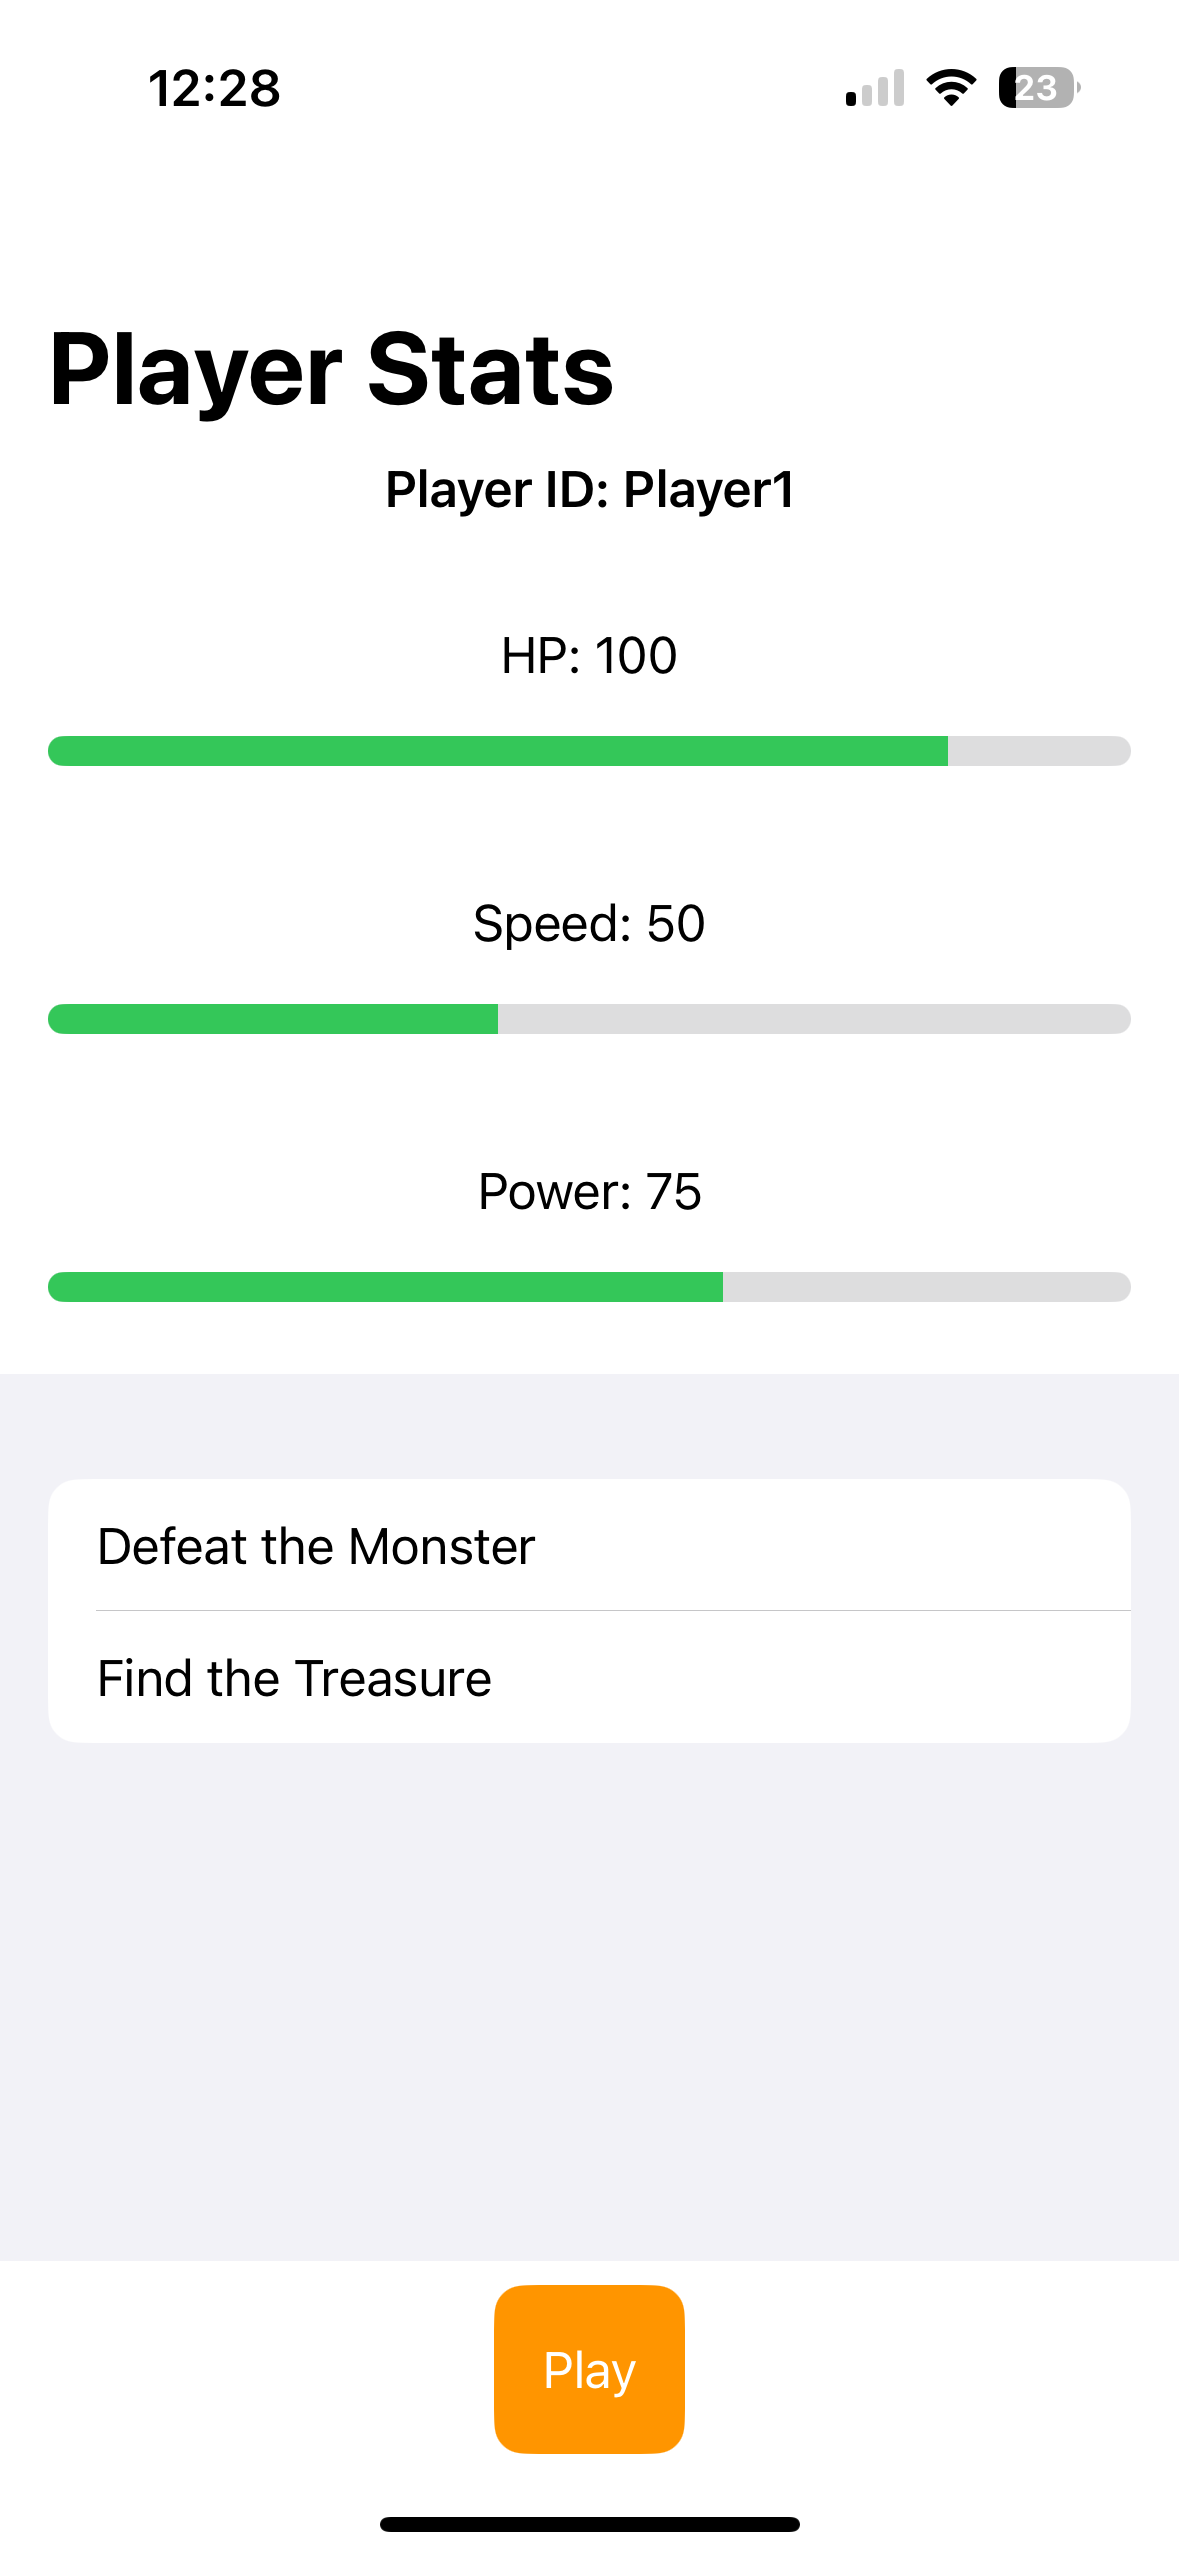 12:28
23
Player Stats
Player ID: Player1
HP: 100
Speed: 50
Power: 75
Defeat the Monster
Find the Treasure
Play